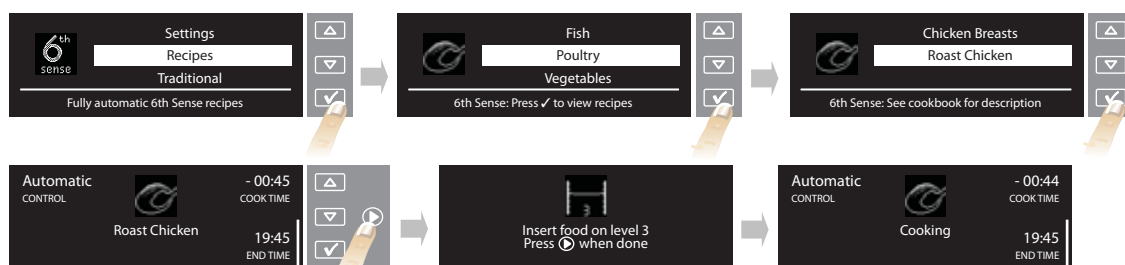 6th
sense
Settings
Recipes
Traditional
Fully automatic 6th Sense recipes
Fish
Poultry
Vegetables
6th Sense: Press ✓ to view recipes
Chicken Breasts
Roast Chicken
6th Sense: See cookbook for description
Automatic
CONTROL
- 00:45
COOK TIME
Roast Chicken
19:45
END TIME
3
Insert food on level 3
Press ▶ when done
Automatic
CONTROL
- 00:44
COOK TIME
Cooking
19:45
END TIME